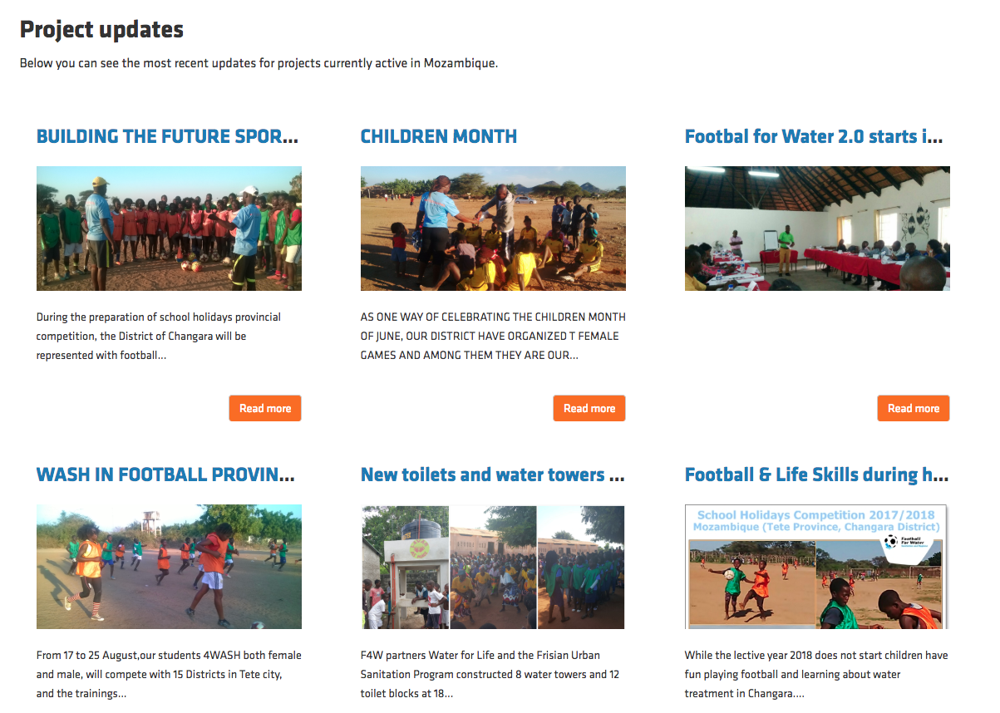 Project updates
Below you can see the most recent updates for projects currently active in Mozambique.
BUILDING THE FUTURE SPOR...
CHILDREN MONTH
Footbal for Water 2.0 starts i...
During the preparation of school holidays provincial
competition, the District of Changara will be
represented with football...
AS ONE WAY OF CELEBRATING THE CHILDREN MONTH
OF JUNE, OUR DISTRICT HAVE ORGANIZED T FEMALE
GAMES AND AMONG THEM THEY ARE OUR...
Read more
Read more
Read more
WASH IN FOOTBALL PROVIN...
New toilets and water towers ...
Football & Life Skills during h...
School Holidays Competition 2017/2018
Mozambique (Tete Province, Changara District)
Football
For Water
From 17 to 25 August,our students 4WASH both female
and male, will compete with 15 Districts in Tete city,
and the trainings...
F4W partners Water for Life and the Frisian Urban
Sanitation Program constructed 8 water towers and 12
toilet blocks at 18...
While the lective year 2018 does not start children have
fun playing football and learning about water
treatment in Changara....